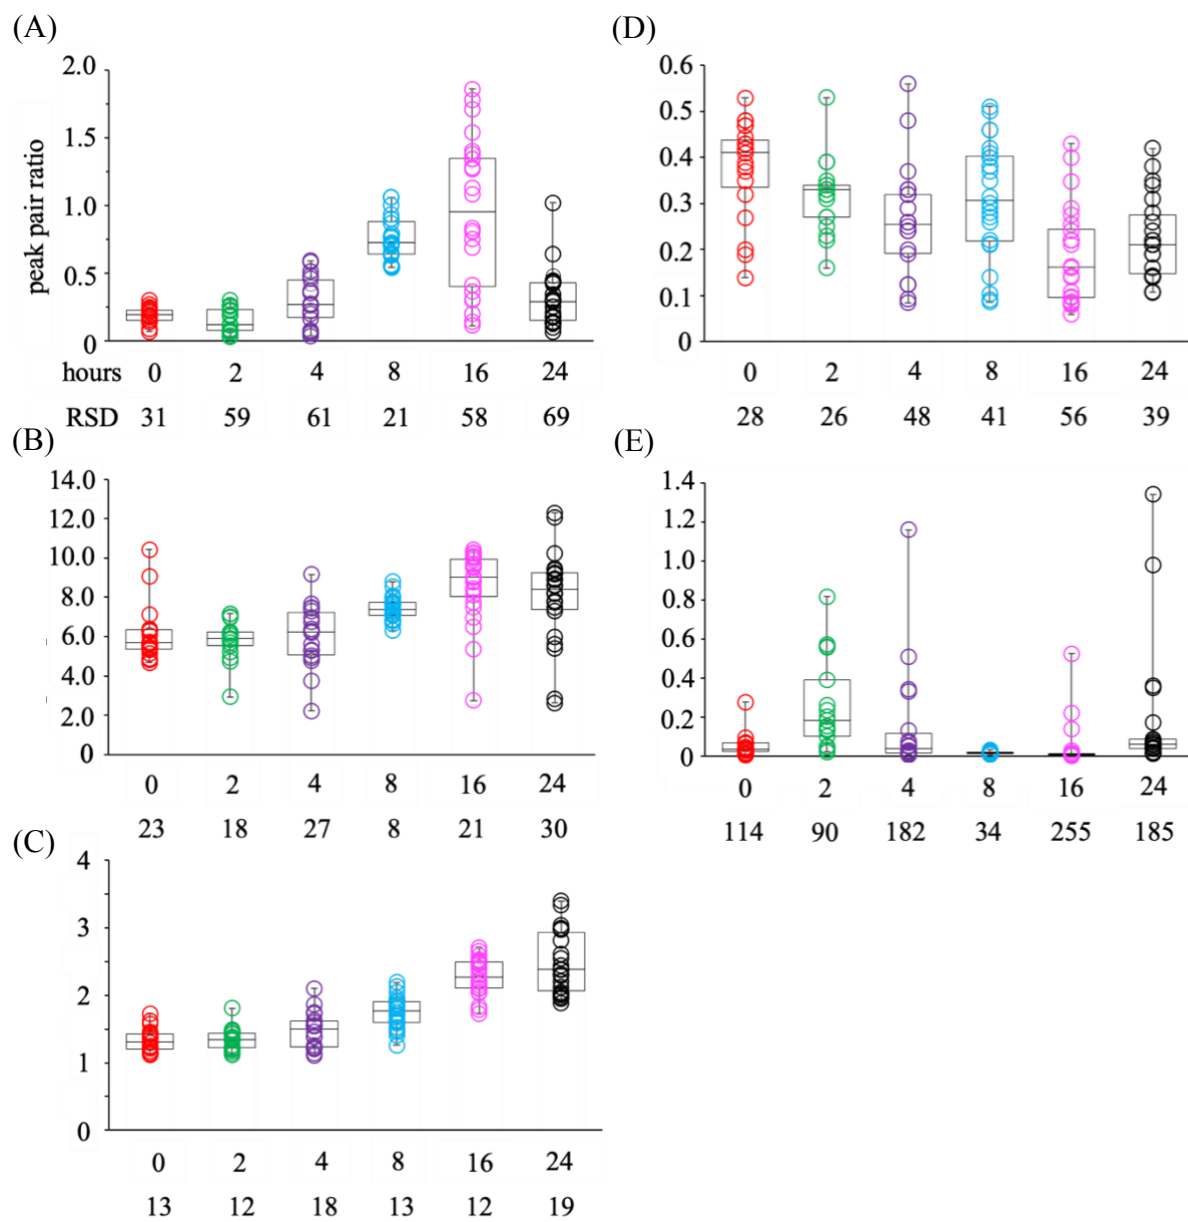 (A)
peak pair ratio
2.0
1.5
1.0
0.5
0
hours 0 2 4 8 16 24
RSD 31 59 61 21 58 69
(B)
14.0
12.0
10.0
8.0
6.0
4.0
2.0
0
0 2 4 8 16 24
23 18 27 8 21 30
(C)
4
3
2
1
0
0 2 4 8 16 24
13 12 18 13 12 19
(D)
0.6
0.5
0.4
0.3
0.2
0.1
0
0 2 4 8 16 24
28 26 48 41 56 39
(E)
1.4
1.2
1.0
0.8
0.6
0.4
0.2
0
0 2 4 8 16 24
114 90 182 34 255 185